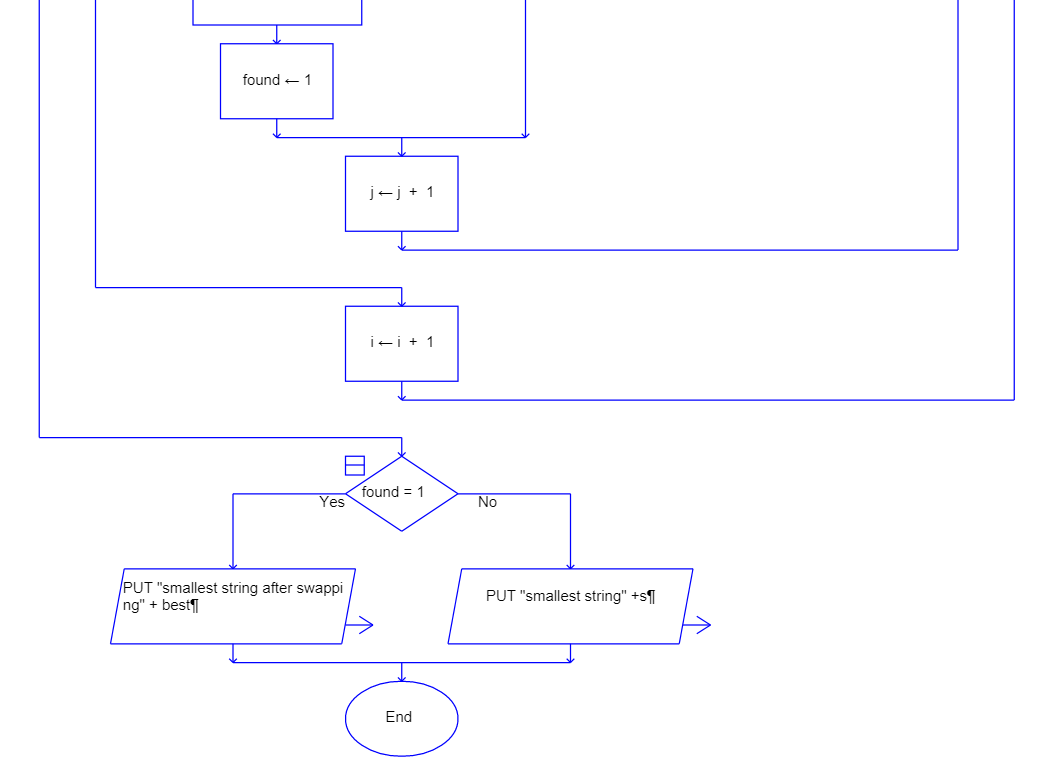 found ← 1
j ← j + 1
i ← i + 1
found = 1
Yes
No
PUT "smallest string after swappi
ng" + best¶
PUT "smallest string" +s¶
End